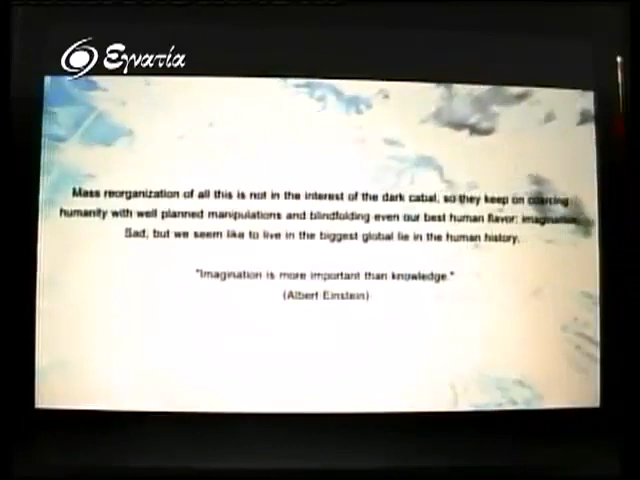 Εγνατία
Mass reorganization of all this is not in the interest of the dark cabal, so they keep on coercing
humanity with well planned manipulations and blindfolding even our best human flavor: imagination.
Sad, but we seem like to live in the biggest global lie in the human history.
"Imagination is more important than knowledge."
(Albert Einstein)